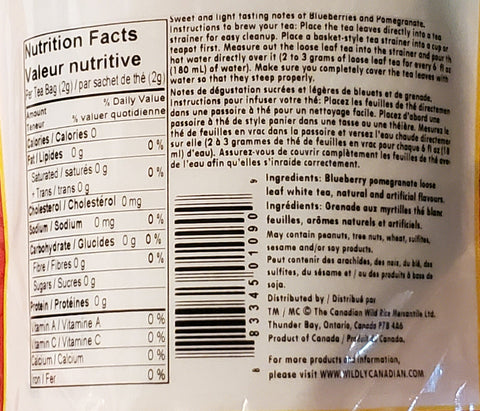 Nutrition Facts
Valeur nutritive
Per Tea Bag (2g) / par sachet de thé (2g)
Amount % Daily Value
Teneur % valeur quotidienne
Calories / Calories 0
Fat / Lipides 0 g 0 %
Saturated / saturés 0 g
+ Trans / trans 0 g 0 %
Cholesterol / Cholestérol 0 mg
Sodium / Sodium 0 mg 0 %
Carbohydrate / Glucides 0 g 0 %
Fibre / Fibres 0 g 0 %
Sugars / Sucres 0 g
Protein / Protéines 0 g
Vitamin A / Vitamine A 0 %
Vitamin C / Vitamine C 0 %
Calcium / Calcium 0 %
Iron / Fer 0 %
Sweet and light tasting notes of Blueberries and Pomegranate.
Instructions to brew your tea: Place the tea leaves directly into a tea
strainer for easy cleanup. Place a basket-style tea strainer into a cup or
teapot first. Measure out the loose leaf tea into the strainer and pour th
hot water directly over it (2 to 3 grams of loose leaf tea for every 6 fl oz
(180 mL) of water). Make sure you completely cover the tea leaves with
water so that they steep properly.
Notes de dégustation sucrées et légères de bleuets et de grenade.
Instructions pour infuser votre thé: Placez les feuilles de thé directemen
dans une passoire à thé pour un nettoyage facile. Placez d'abord une
passoire à thé de style panier dans une tasse ou une théière. Mesurez le
thé de feuilles en vrac dans la passoire et versez l'eau chaude directeme
sur elle (2 à 3 grammes de thé de feuilles en vrac pour chaque 6 fl oz (18
ml) d'eau). Assurez-vous de couvrir complètement les feuilles de thé avec
de l'eau afin qu'elles s'inraide correctement.
Ingredients: Blueberry pomegranate loose
leaf white tea, natural and artificial flavours.
Ingrédients: Grenade aux myrtilles thé blanc
feuilles, arômes naturels et artificiels.
May contain peanuts, tree nuts, wheat, sulfites,
sesame and/or soy products.
Peut contenir des arachides, des noix, du blé, des
sulfites, du sésame et / ou des produits à base de
soja.
Distributed by / Distribué par
TM / MC © The Canadian Wild Rice Mercantile Ltd.
Thunder Bay, Ontario, Canada P7B 4A6
Product of Canada / Produit du Canada.
For more products and information,
please visit WWW.WILDLYCANADIAN.COM
8 33345 01090 9